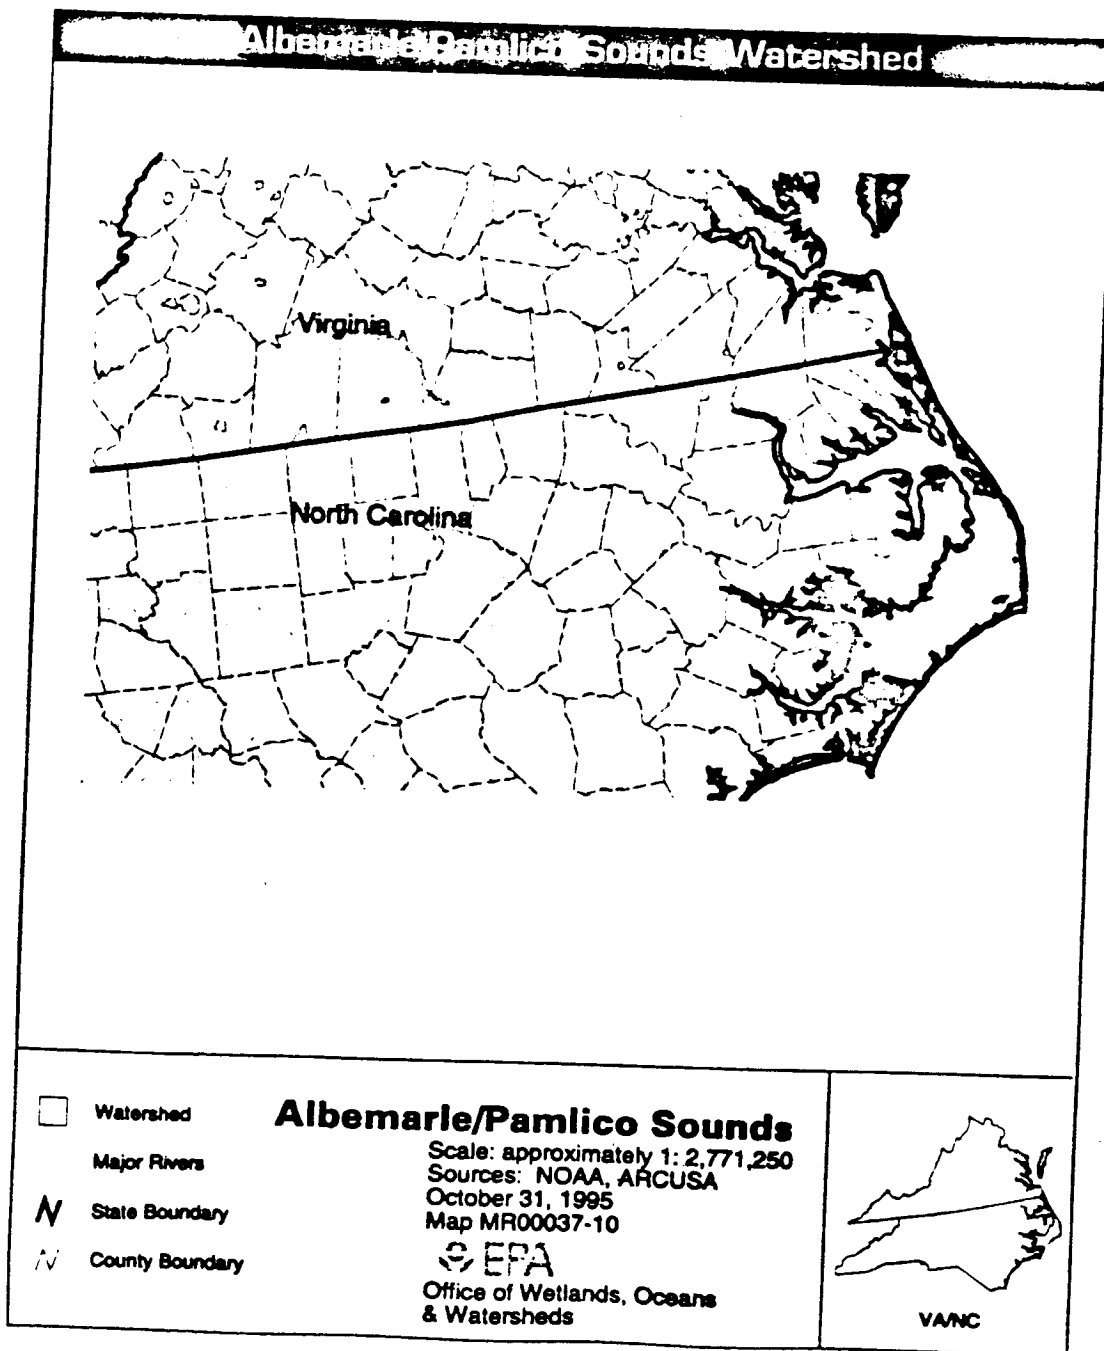 Albemarle/Pamlico Sounds Watershed
Virginia
North Carolina
Watershed
Major Rivers
State Boundary
County Boundary
Albemarle/Pamlico Sounds
Scale: approximately 1: 2,771,250
Sources: NOAA, ARCUSA
October 31, 1995
Map MR00037-10
EPA
Office of Wetlands, Oceans
& Watersheds
VA/NC